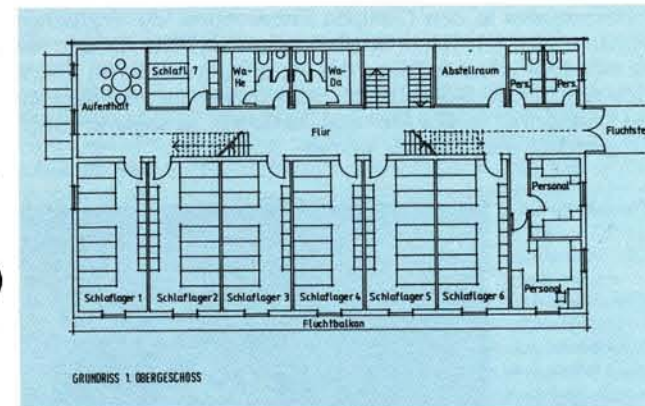 Schlafl. 7
Wa-
He
Wa-
Da
Abstellraum
Pers.
Pers.
Aufenthalt
Flur
Fluchtste
Personal
Schlaflager 1
Schlaflager 2
Schlaflager 3
Schlaflager 4
Schlaflager 5
Schlaflager 6
Personal
Fluchtbalkon
GRUNDRISS 1. OBERGESCHOSS